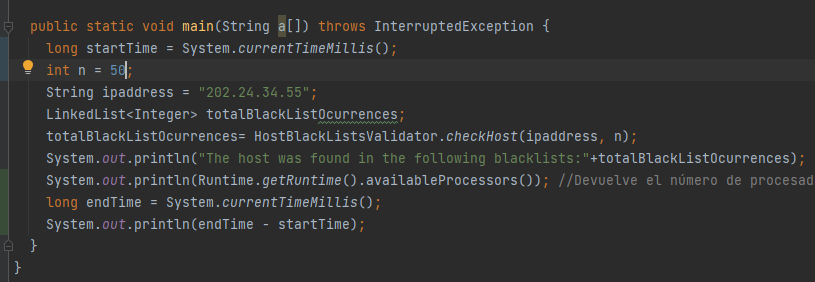 public static void main(String a[]) throws InterruptedException {
long startTime = System.currentTimeMillis();
int n = 50;
String ipaddress = "202.24.34.55";
LinkedList<Integer> totalBlackListOcurrences;
totalBlackListOcurrences= HostBlackListsValidator.checkHost(ipaddress, n);
System.out.println("The host was found in the following blacklists:"+totalBlackListOcurrences);
System.out.println(Runtime.getRuntime().availableProcessors()); //Devuelve el número de procesad
long endTime = System.currentTimeMillis();
System.out.println(endTime - startTime);
}
}